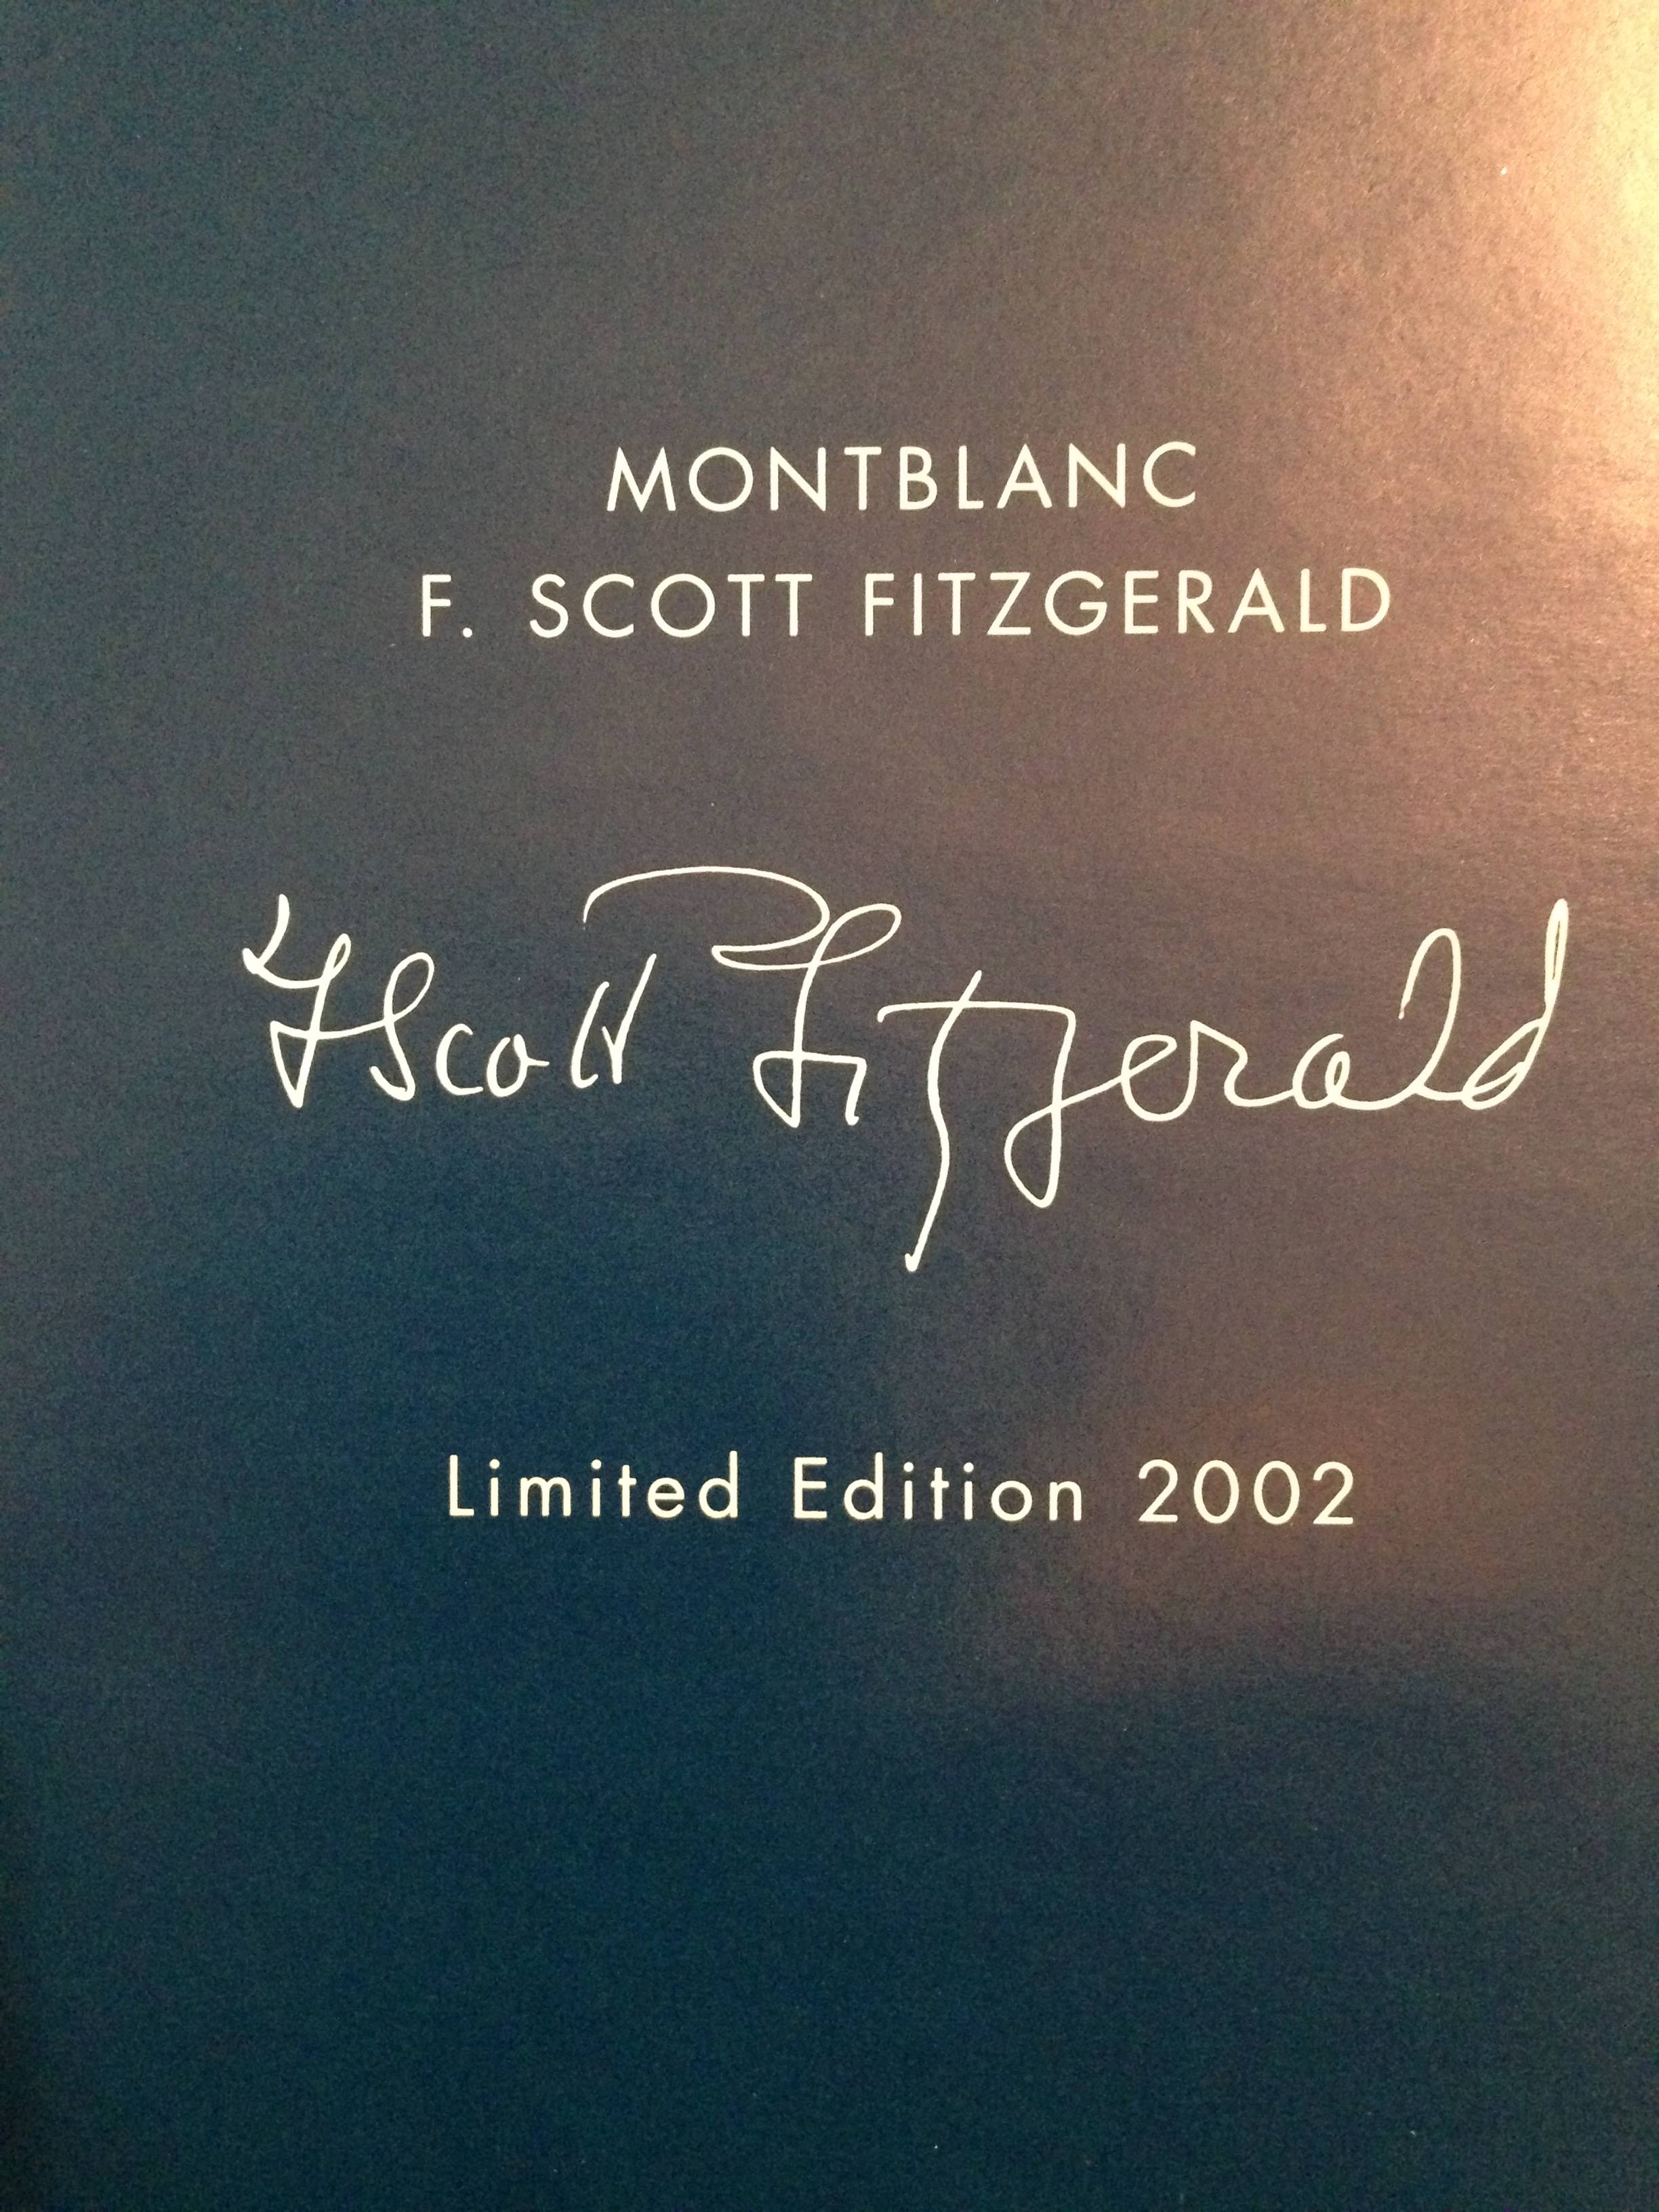 MONTBLANC
F. SCOTT FITZGERALD
F Scott Fitzgerald
Limited Edition 2002